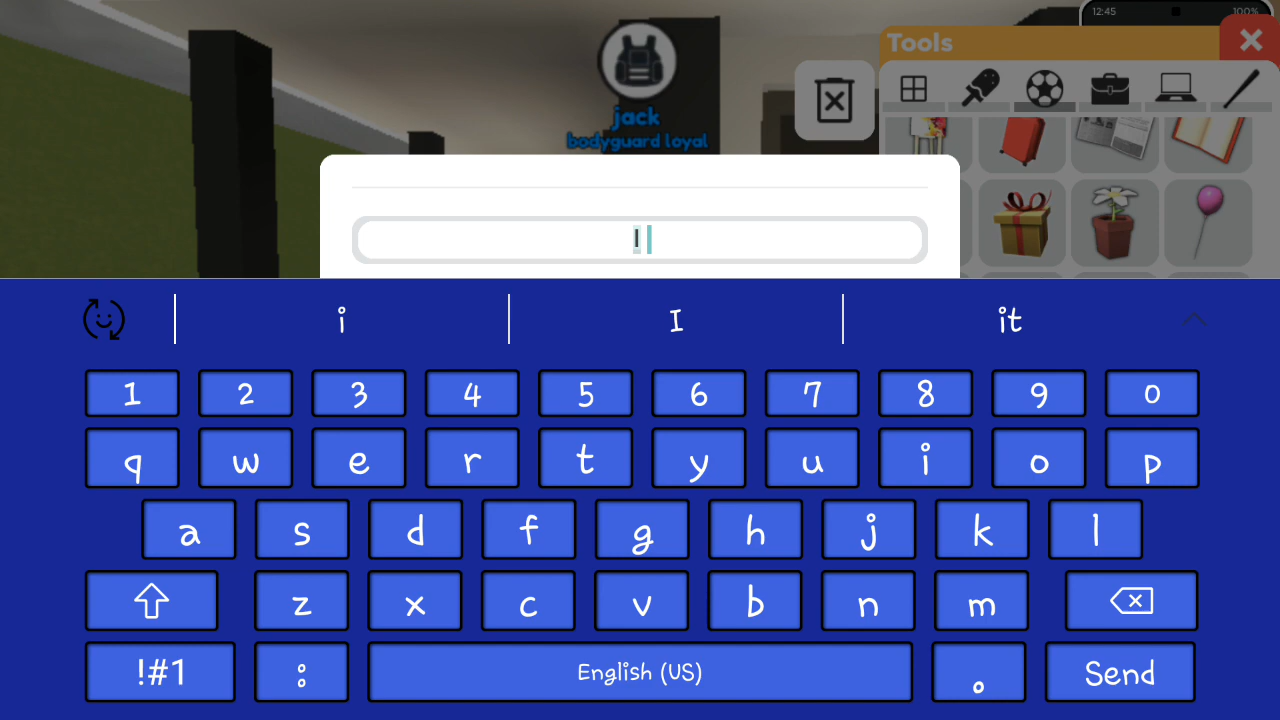 12:45 100%
Tools
jack
bodyguard loyal
I
i I it
1 2 3 4 5 6 7 8 9 0
q w e r t y u i o p
a s d f g h j k l
z x c v b n m
!#1 : English (US) . Send